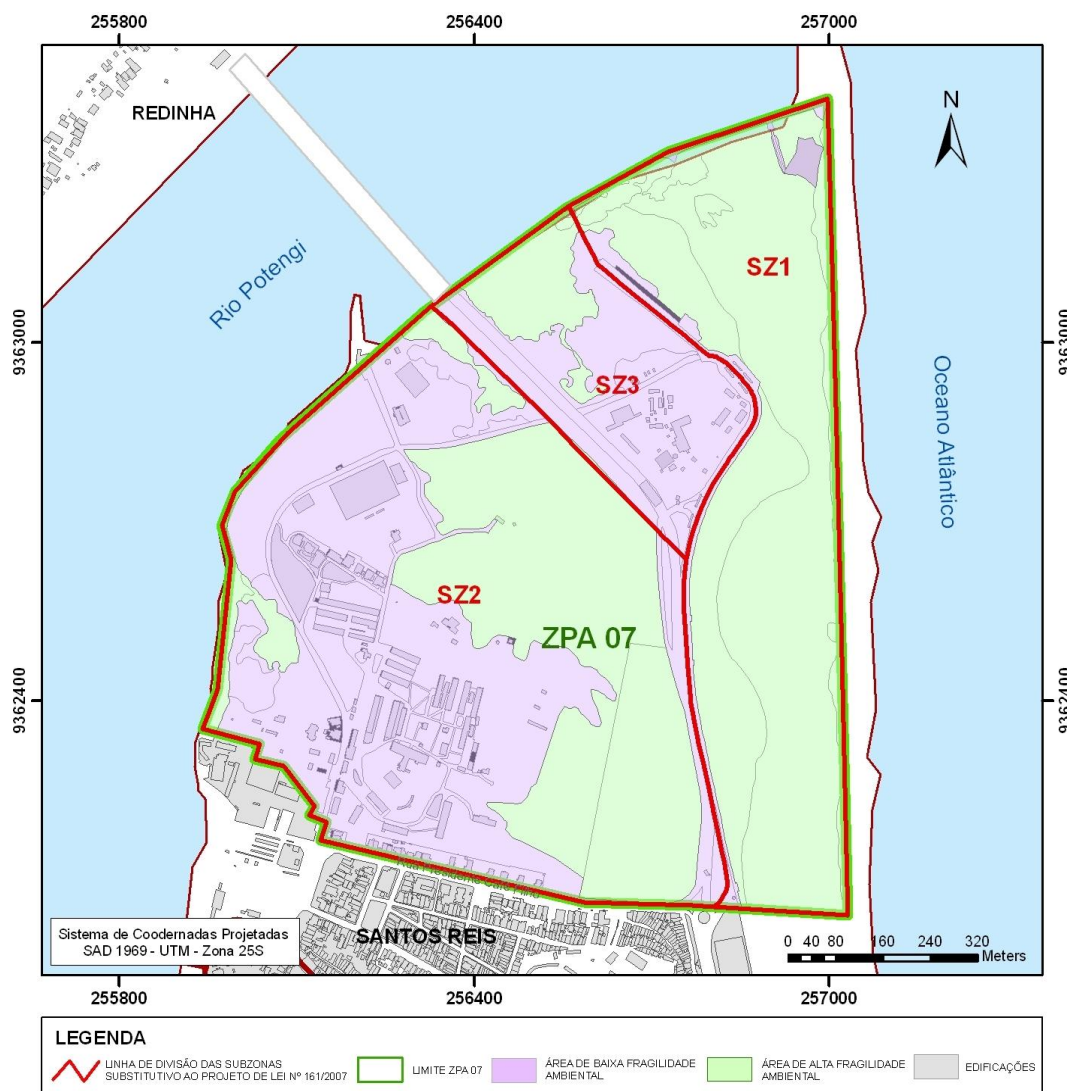 255800
256400
257000
REDINHA
N
SZ1
Rio Potengi
9363000
9363000
SZ3
Oceano Atlântico
SZ2
ZPA 07
9362400
9362400
Sistema de Coodernadas Projetadas
SAD 1969 - UTM - Zona 25S
SANTOS REIS
0 40 80 160 240 320
Meters
255800
256400
257000
LEGENDA
LINHA DE DIVISÃO DAS SUBZONAS
SUBSTITUTIVO AO PROJETO DE LEI Nº 161/2007
LIMITE ZPA 07
ÁREA DE BAIXA FRAGILIDADE
AMBIENTAL
ÁREA DE ALTA FRAGILIDADE
AMBIENTAL
EDIFICAÇÕES